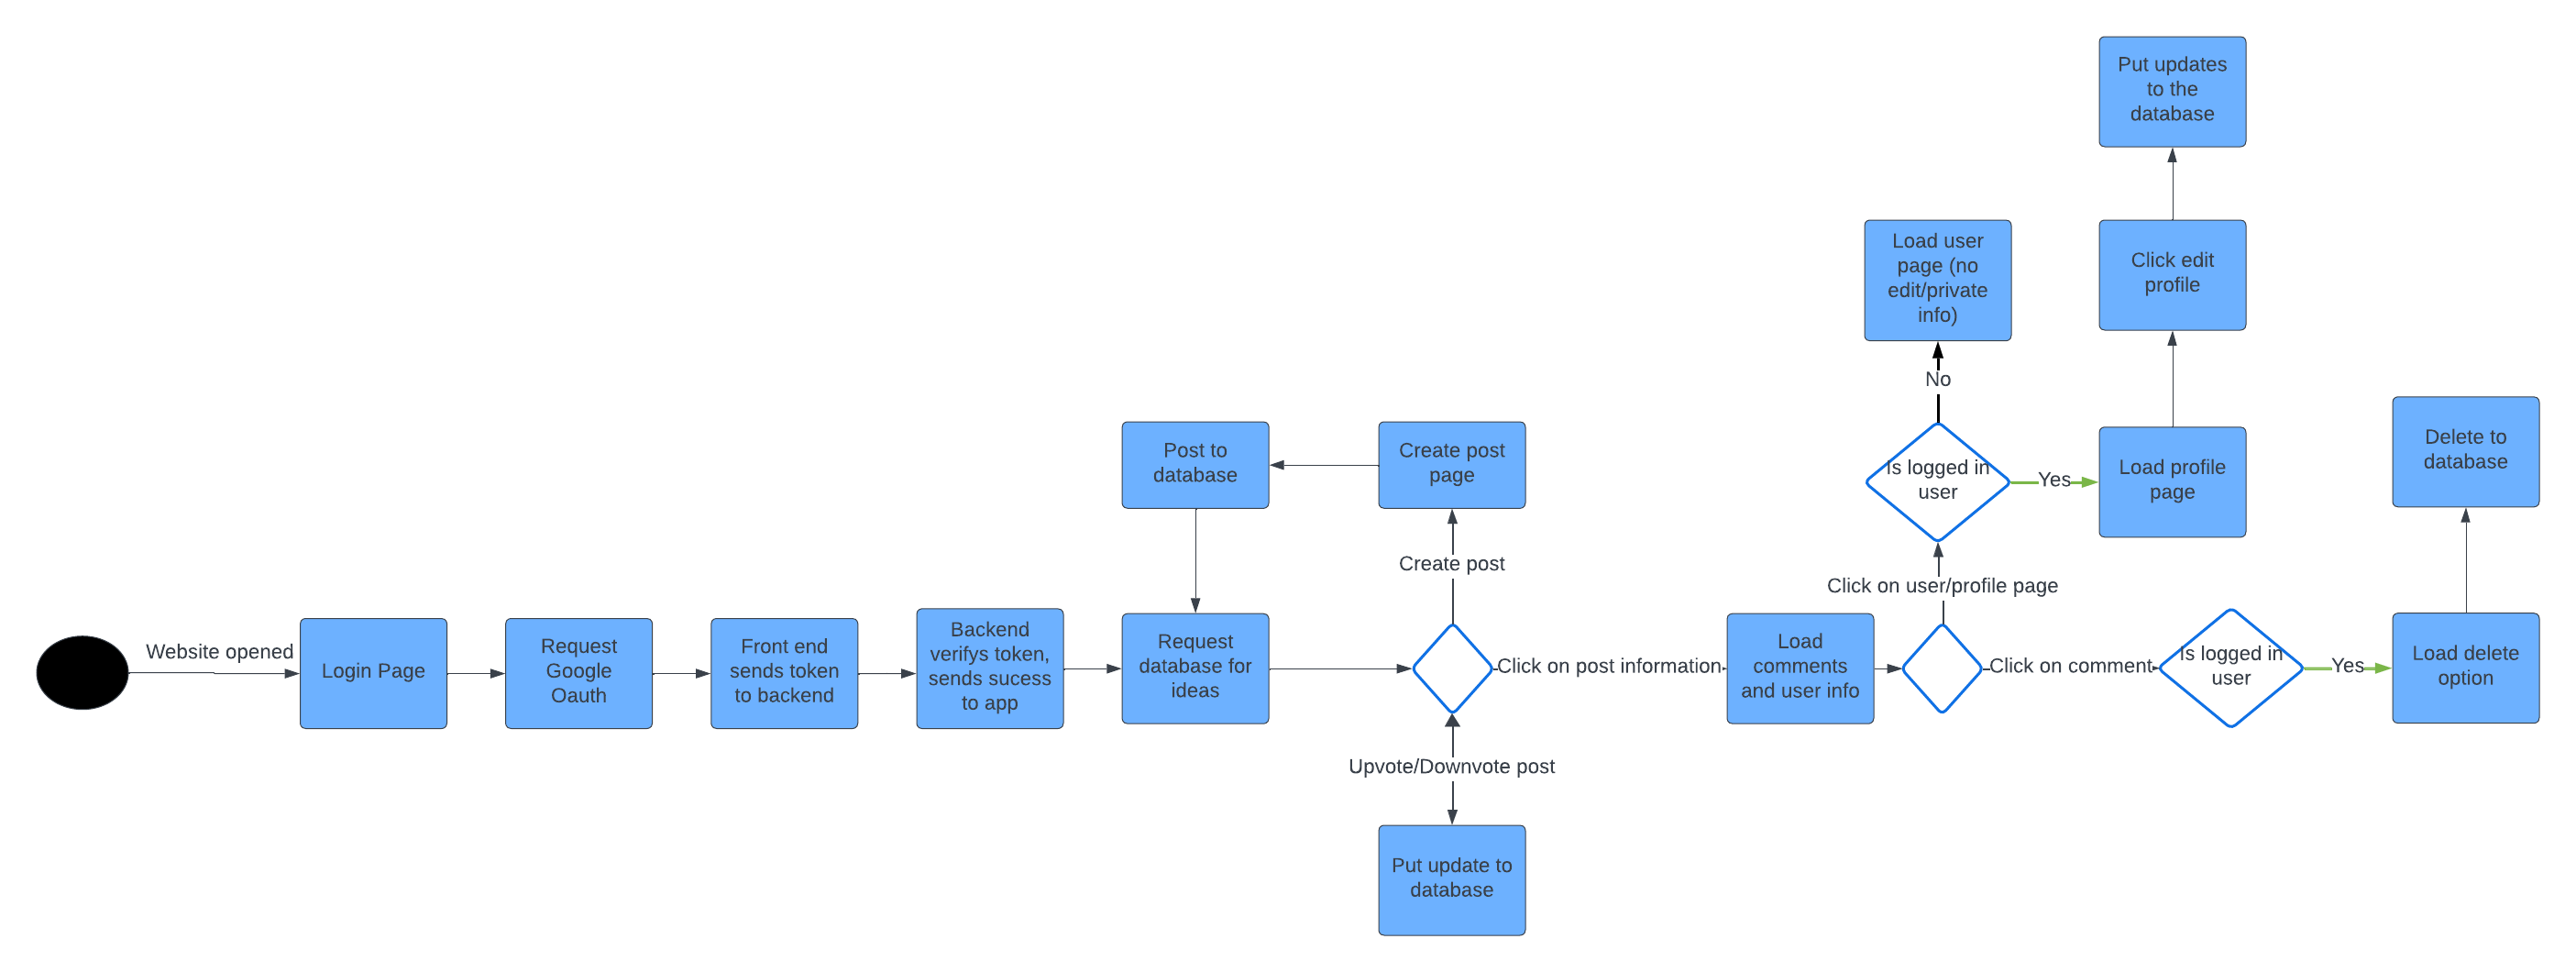 Put updates
to the
database
Load user
page (no
edit/private
info)
Click edit
profile
No
Post to
database
Create post
page
Is logged in
user
Yes
Load profile
page
Delete to
database
Create post
Click on user/profile page
Website opened
Login Page
Request
Google
Oauth
Front end
sends token
to backend
Backend
verifys token,
sends sucess
to app
Request
database for
ideas
Click on post information
Load
comments
and user info
Click on comment
Is logged in
user
Yes
Load delete
option
Upvote/Downvote post
Put update to
database